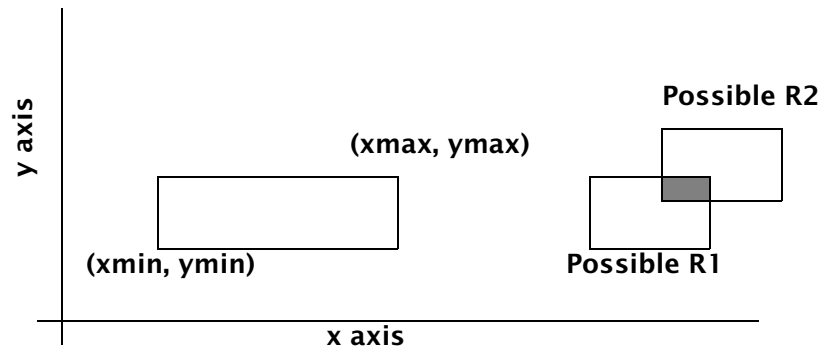 Possible R2
y axis
(xmax, ymax)
(xmin, ymin)
Possible R1
x axis